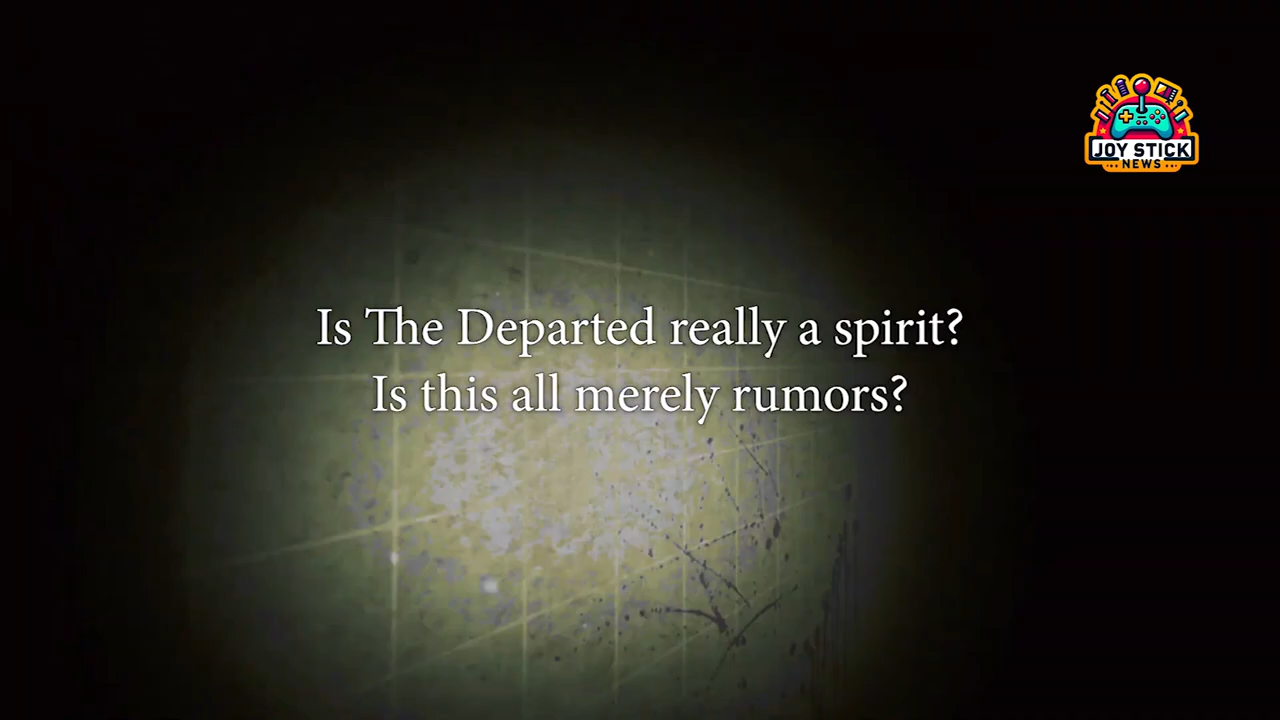 JOY STICK
NEWS
Is The Departed really a spirit?
Is this all merely rumors?